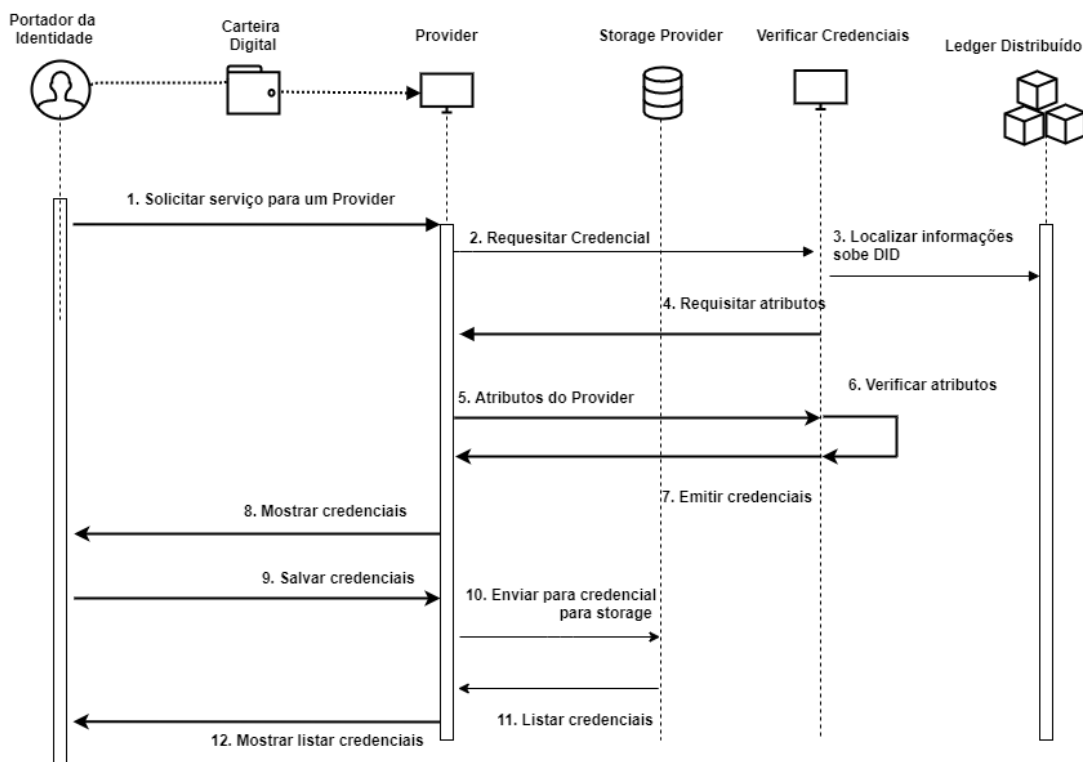 Portador da
Identidade
Carteira
Digital
Provider
Storage Provider
Verificar Credenciais
Ledger Distribuído
1. Solicitar serviço para um Provider
2. Requesitar Credencial
3. Localizar informações
sobe DID
4. Requisitar atributos
5. Atributos do Provider
6. Verificar atributos
7. Emitir credenciais
8. Mostrar credenciais
9. Salvar credenciais
10. Enviar para credencial
para storage
11. Listar credenciais
12. Mostrar listar credenciais